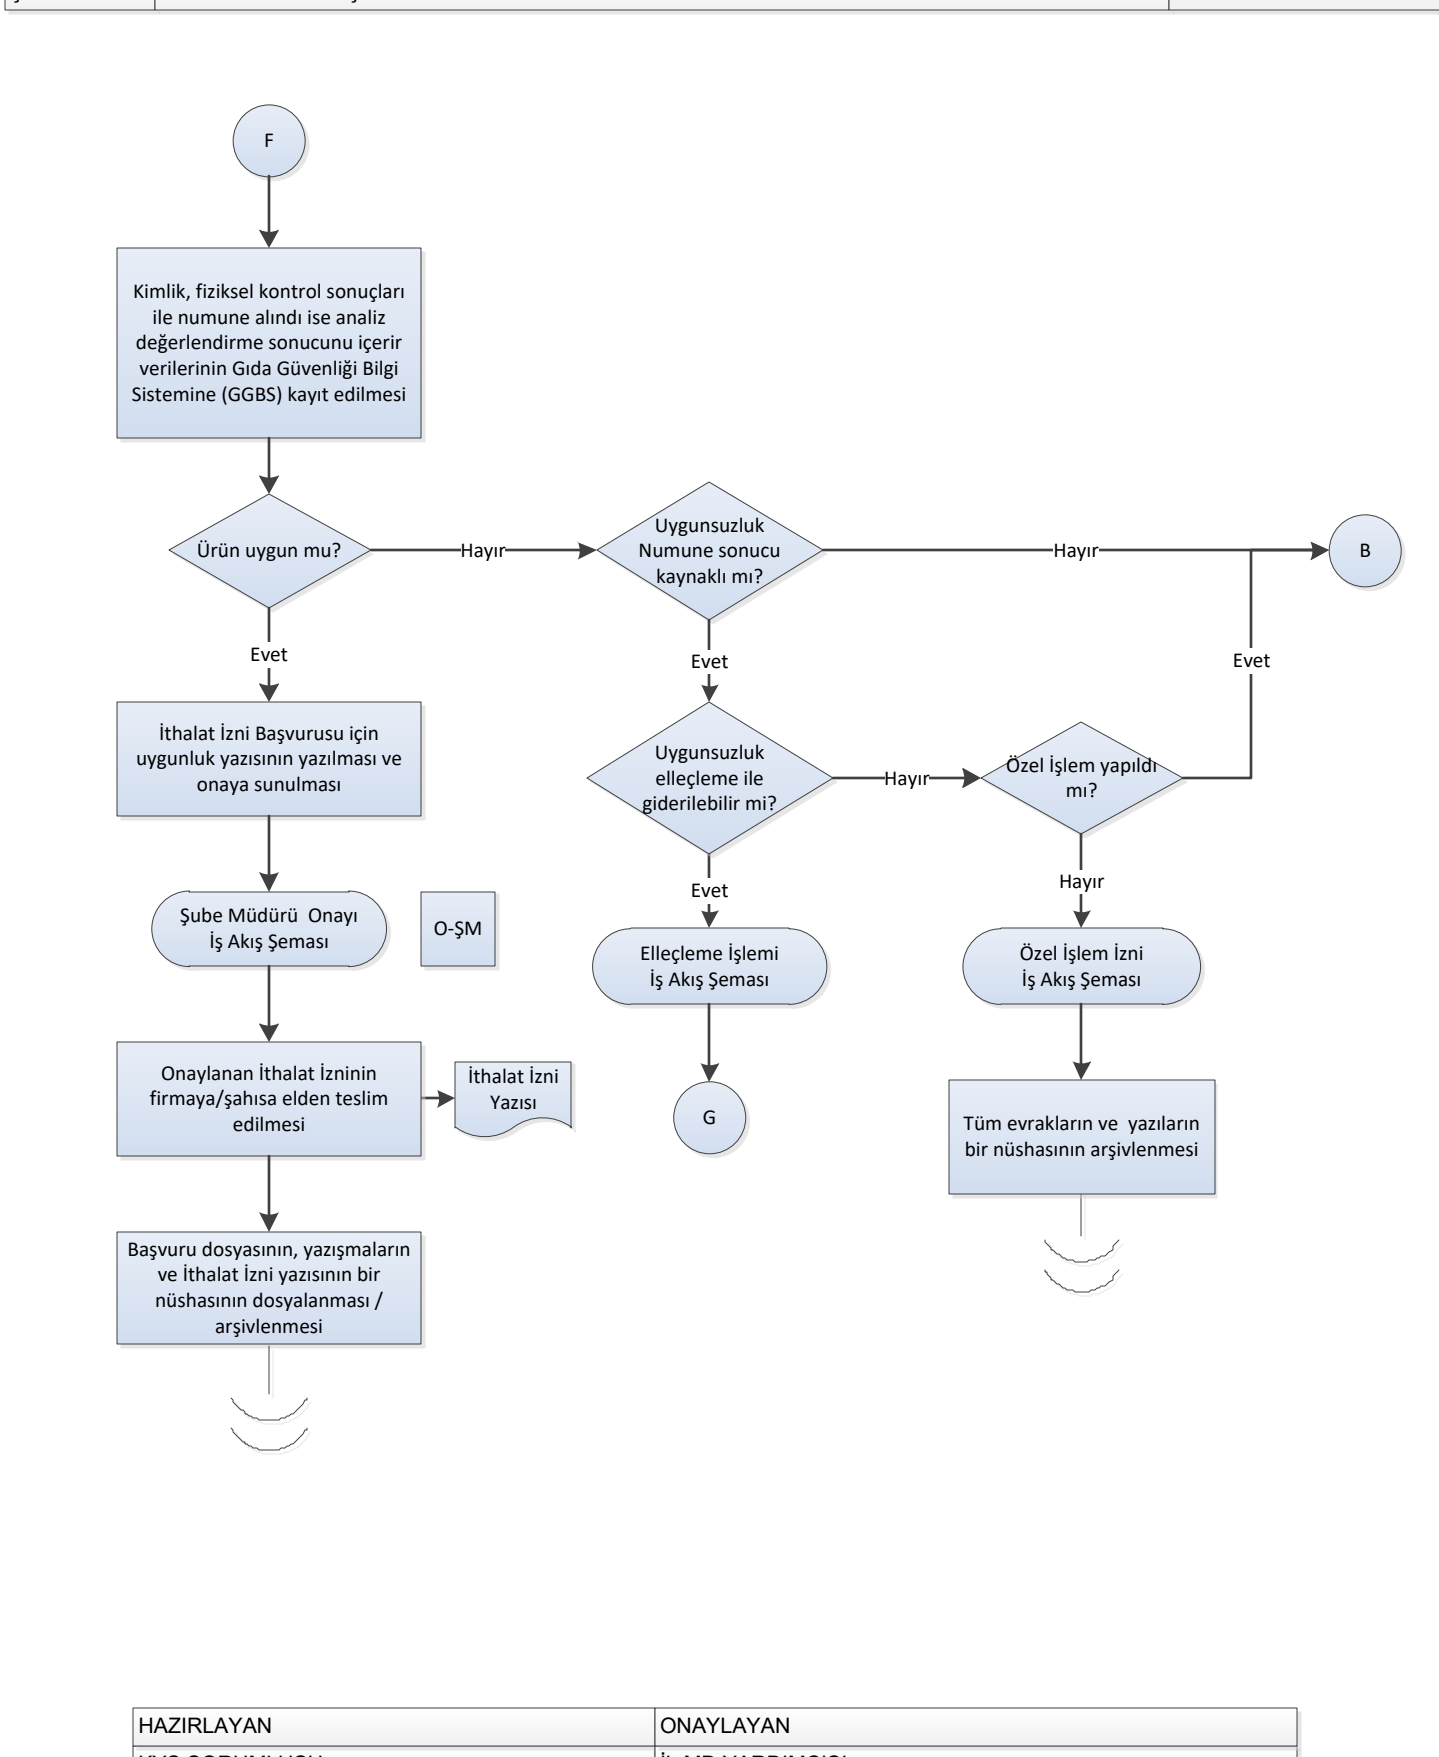 F
Kimlik, fiziksel kontrol sonuçları
ile numune alındı ise analiz
değerlendirme sonucunu içerir
verilerinin Gıda Güvenliği Bilgi
Sistemine (GGBS) kayıt edilmesi
Ürün uygun mu?
Hayır
Uygunsuzluk
Numune sonucu
kaynaklı mı?
Hayır
B
Evet
Evet
Evet
İthalat İzni Başvurusu için
uygunluk yazısının yazılması ve
onaya sunulması
Uygunsuzluk
elleçleme ile
giderilebilir mi?
Hayır
Özel İşlem yapıldı
mı?
Evet
Hayır
Şube Müdürü  Onayı
İş Akış Şeması
O-ŞM
Elleçleme İşlemi
İş Akış Şeması
Özel İşlem İzni
İş Akış Şeması
Onaylanan İthalat İzninin
firmaya/şahısa elden teslim
edilmesi
İthalat İzni
Yazısı
G
Tüm evrakların ve  yazıların
bir nüshasının arşivlenmesi
Başvuru dosyasının, yazışmaların
ve İthalat İzni yazısının bir
nüshasının dosyalanması /
arşivlenmesi
HAZIRLAYAN
ONAYLAYAN